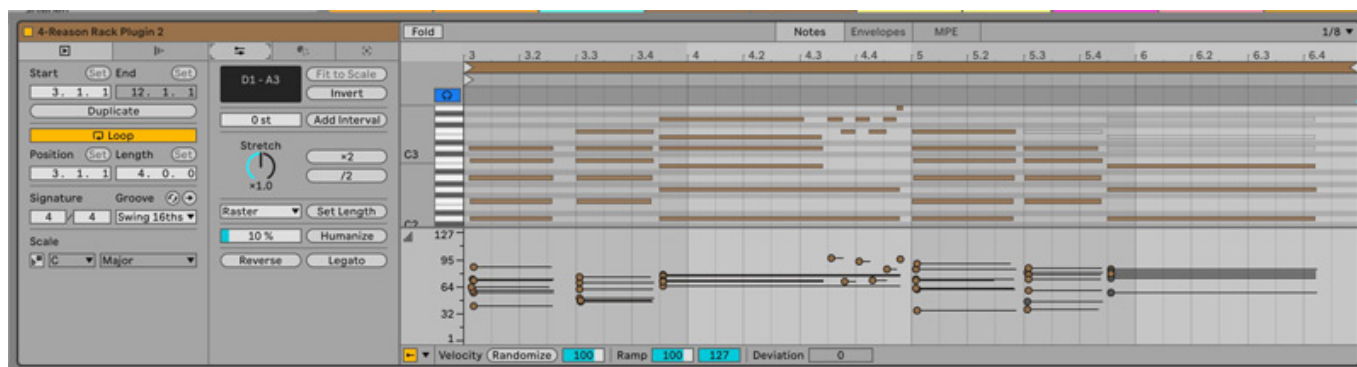 4-Reason Rack Plugin 2
Start Set End Set
3. 1. 1 12. 1. 1
Duplicate
Loop
Position Set Length Set
3. 1. 1 4. 0. 0
Signature Groove
4 / 4 Swing 16ths
Scale
C Major
D1 - A3
Fit to Scale
Invert
0 st Add Interval
Stretch
×2
/2
×1.0
Raster Set Length
10 % Humanize
Reverse Legato
Fold Notes Envelopes MPE 1/8
3 3.2 3.3 3.4 4 4.2 4.3 4.4 5 5.2 5.3 5.4 6 6.2 6.3 6.4
C3
C2
127
95
64
32
1
Velocity Randomize 100 Ramp 100 127 Deviation 0